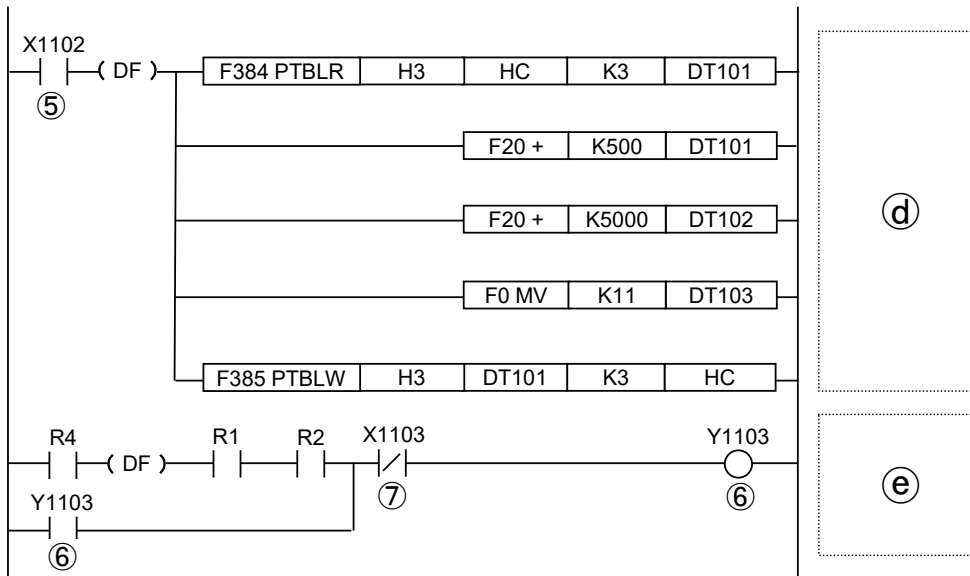 X1102
( DF ) F384 PTBLR H3 HC K3 DT101
⑤
F20 + K500 DT101
F20 + K5000 DT102
ⓓ
F0 MV K11 DT103
F385 PTBLW H3 DT101 K3 HC
R4 R1 R2 X1103 Y1103
( DF )
⑦ ⑥
ⓔ
Y1103
⑥